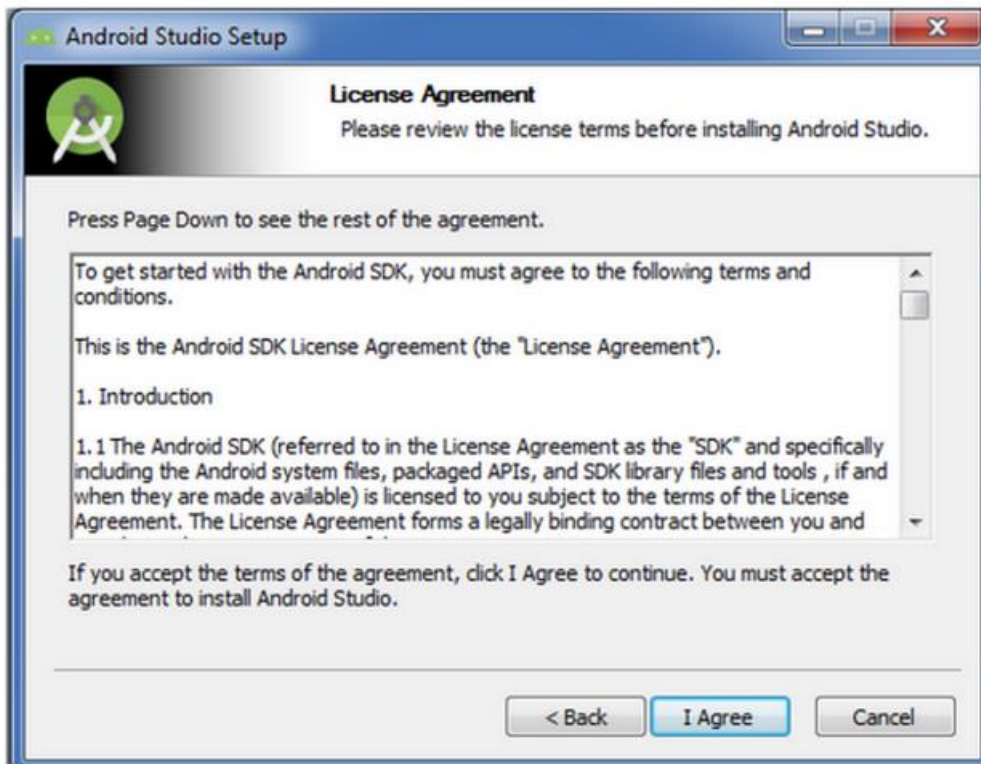 Android Studio Setup
License Agreement
Please review the license terms before installing Android Studio.
Press Page Down to see the rest of the agreement.
To get started with the Android SDK, you must agree to the following terms and
conditions.
This is the Android SDK License Agreement (the "License Agreement").
1. Introduction
1.1 The Android SDK (referred to in the License Agreement as the "SDK" and specifically
including the Android system files, packaged APIs, and SDK library files and tools , if and
when they are made available) is licensed to you subject to the terms of the License
Agreement. The License Agreement forms a legally binding contract between you and
If you accept the terms of the agreement, click I Agree to continue. You must accept the
agreement to install Android Studio.
< Back
I Agree
Cancel